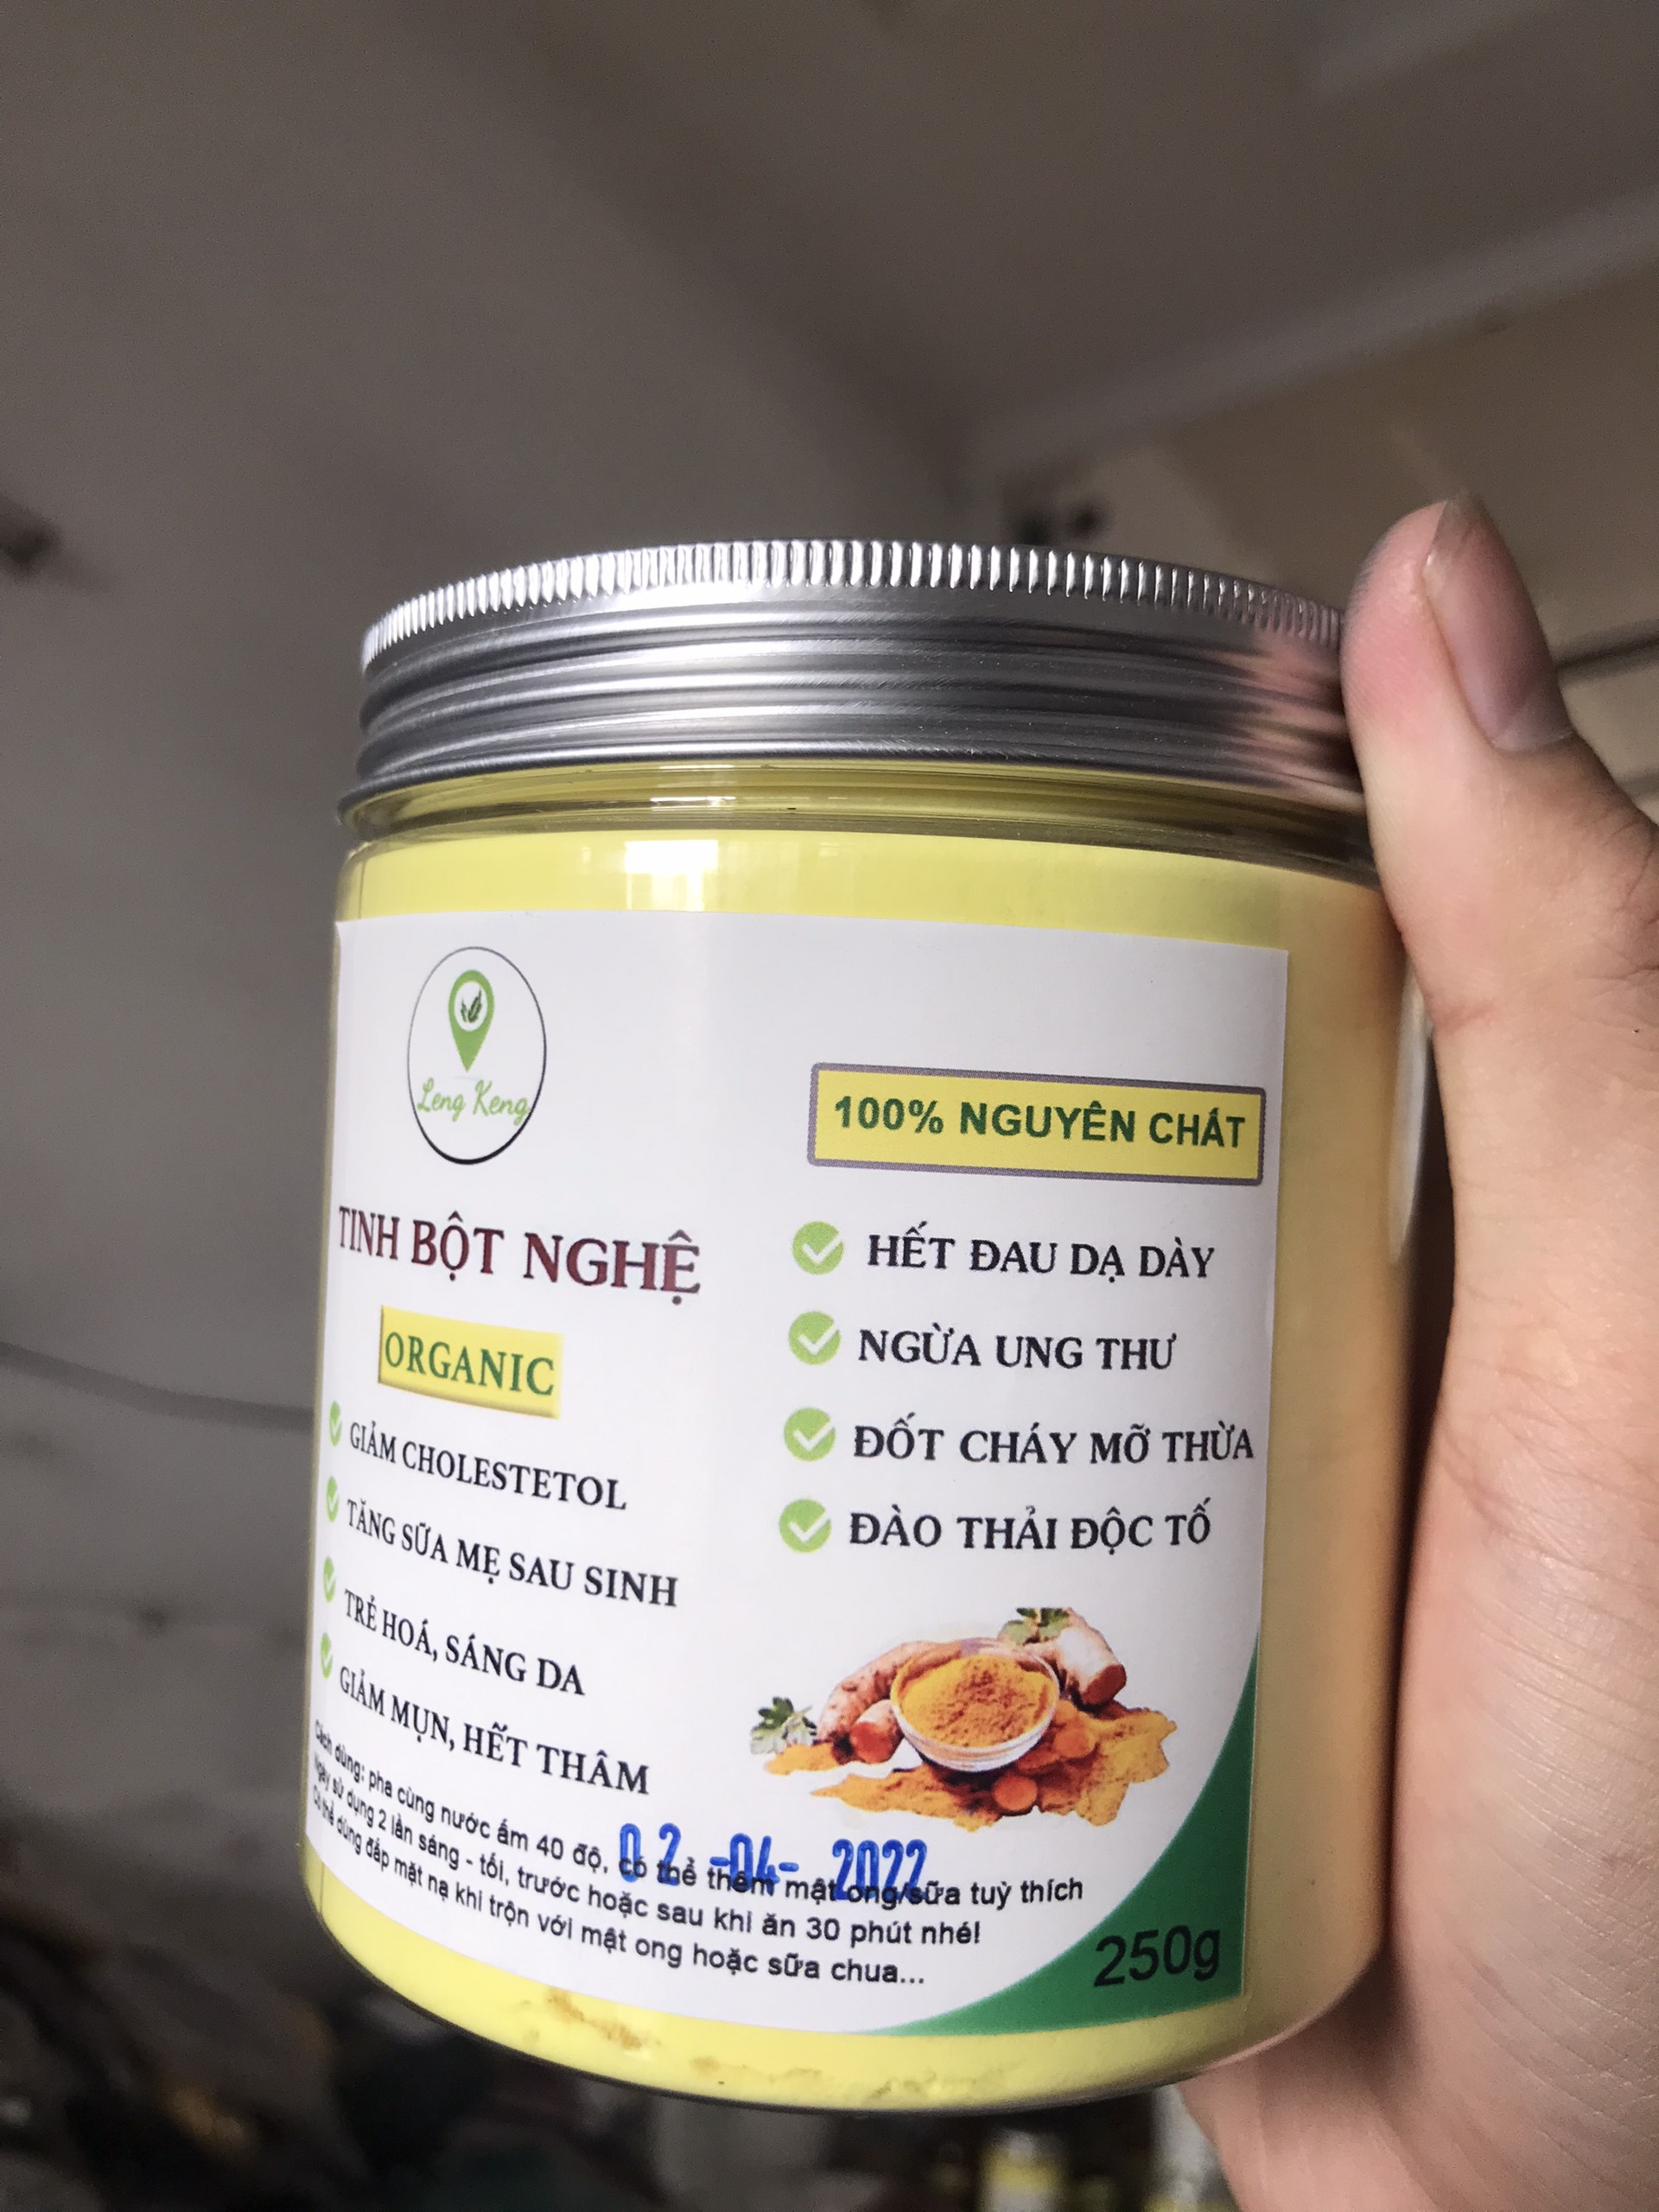 Leng Keng
TINH BỘT NGHỆ
ORGANIC
GIẢM CHOLESTETOL
TĂNG SỮA MẸ SAU SINH
TRẺ HOÁ, SÁNG DA
GIẢM MỤN, HẾT THÂM
100% NGUYÊN CHẤT
HẾT ĐAU DẠ DÀY
NGỪA UNG THƯ
ĐỐT CHÁY MỠ THỪA
ĐÀO THẢI ĐỘC TỐ
02-04-2022
Cách dùng: pha cùng nước ấm 40 độ, có thể thêm mật ong/sữa tuỳ thích
Ngày sử dụng 2 lần sáng - tối, trước hoặc sau khi ăn 30 phút nhé!
Có thể dùng đắp mặt nạ khi trộn với mật ong hoặc sữa chua...
250g